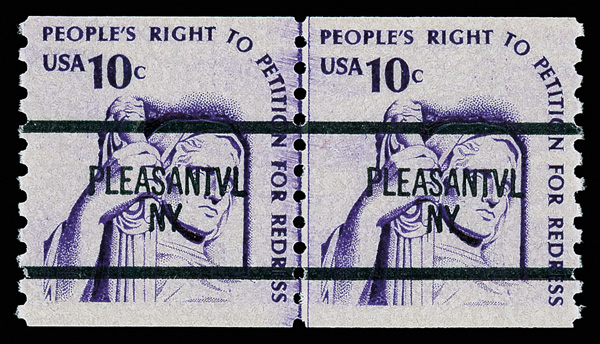 PEOPLE'S RIGHT TO PETITION FOR REDRESS
USA 10c
PLEASANTVL
NY
PEOPLE'S RIGHT TO PETITION FOR REDRESS
USA 10c
PLEASANTVL
NY